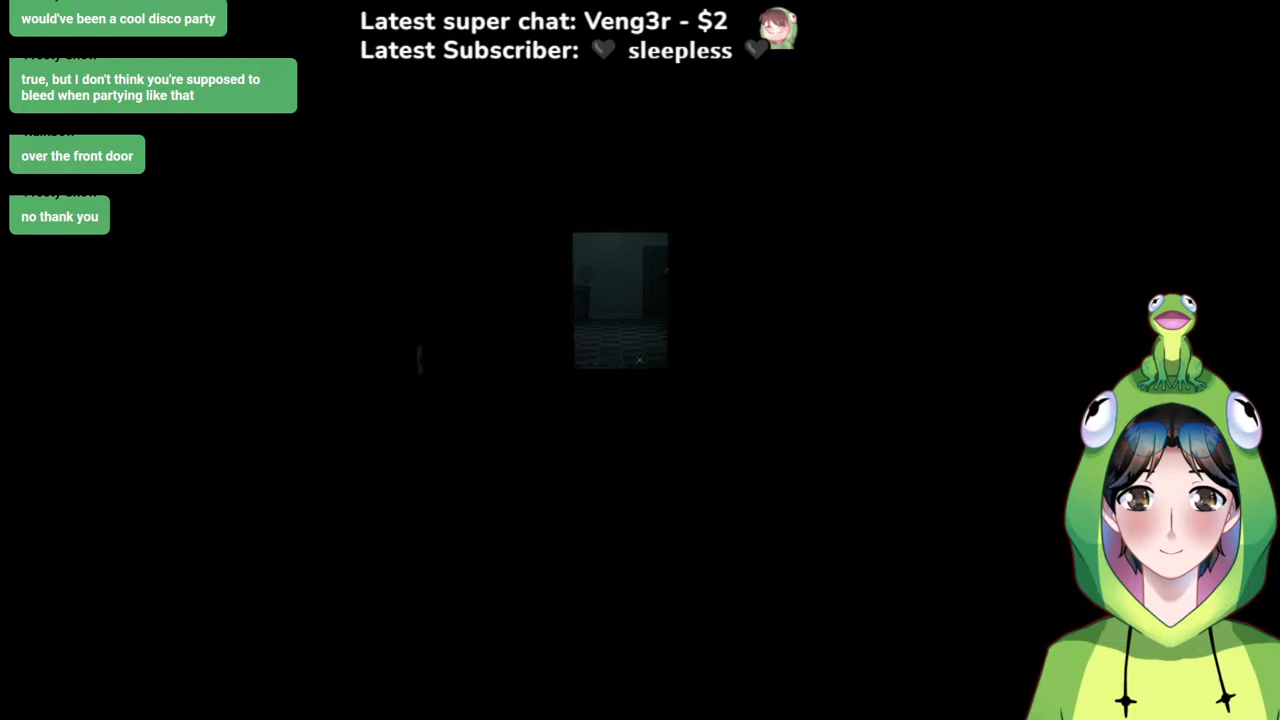 would've been a cool disco party
Latest super chat: Veng3r - $2
Latest Subscriber: 🖤 sleepless 🖤
true, but I don't think you're supposed to
bleed when partying like that
over the front door
no thank you